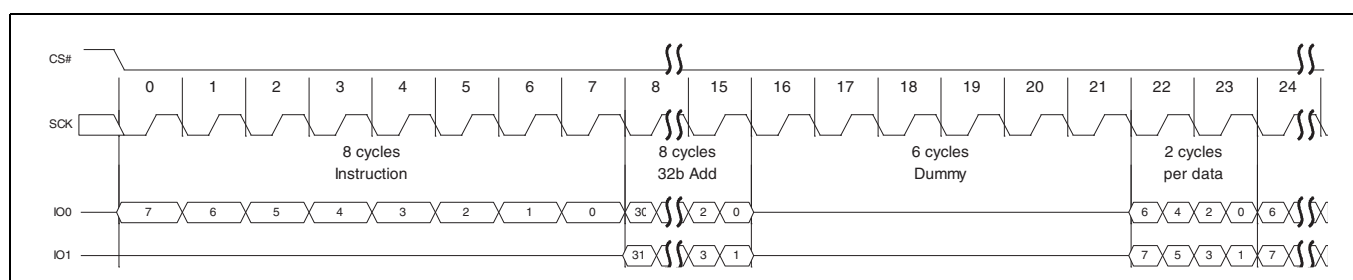 CS#
0 1 2 3 4 5 6 7 8 15 16 17 18 19 20 21 22 23 24
SCK
8 cycles 8 cycles 6 cycles 2 cycles
Instruction 32b Add Dummy per data
IO0 7 6 5 4 3 2 1 0 30 2 0 6 4 2 0 6
IO1 31 3 1 7 5 3 1 7